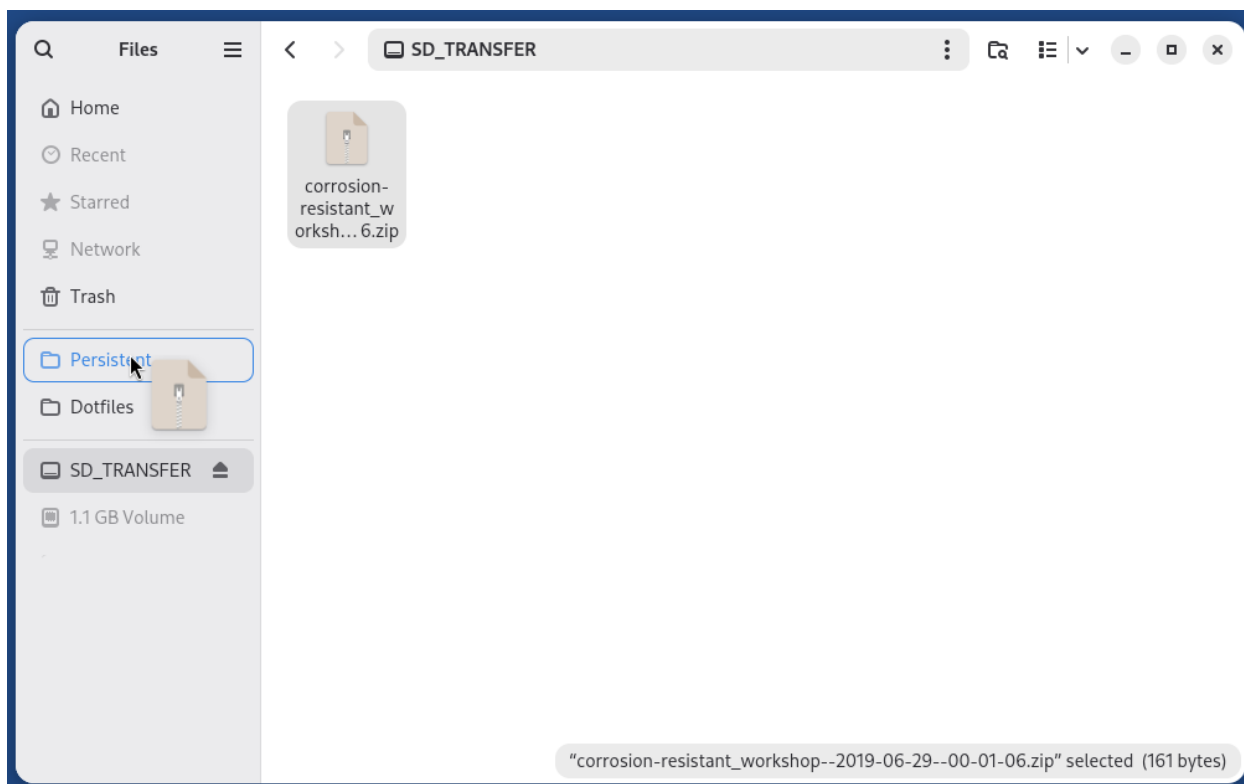 Files
SD_TRANSFER
Home
Recent
Starred
Network
Trash
Persistent
Dotfiles
SD_TRANSFER
1.1 GB Volume
corrosion-
resistant_w
orksh…6.zip
“corrosion-resistant_workshop--2019-06-29--00-01-06.zip” selected (161 bytes)